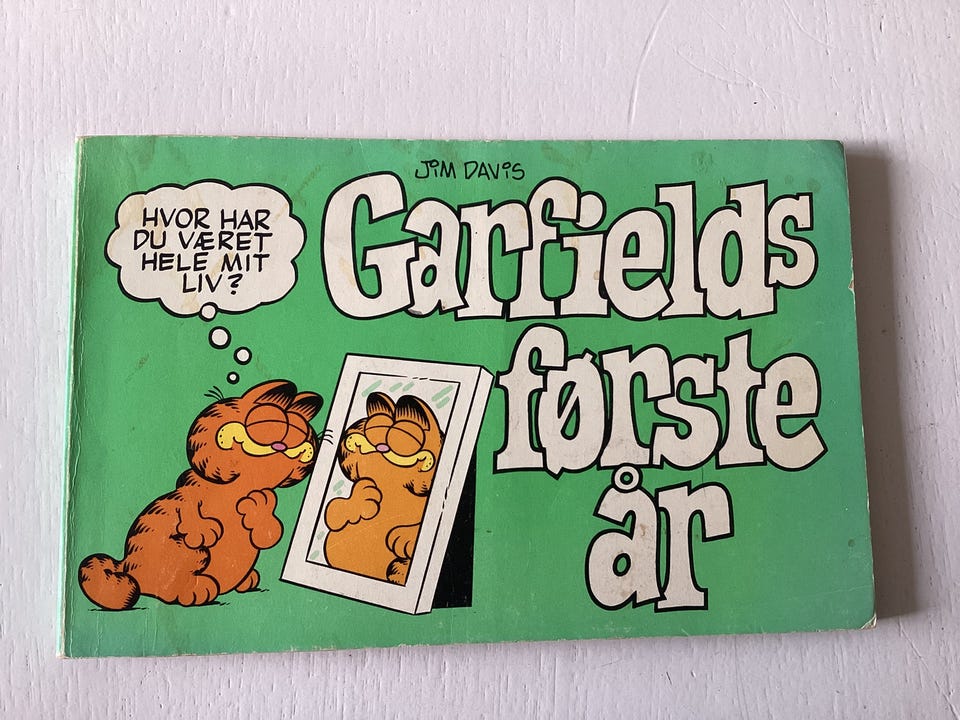 JIM DAVIS
HVOR HAR
DU VÆRET
HELE MIT
LIV?
Garfields
første
år